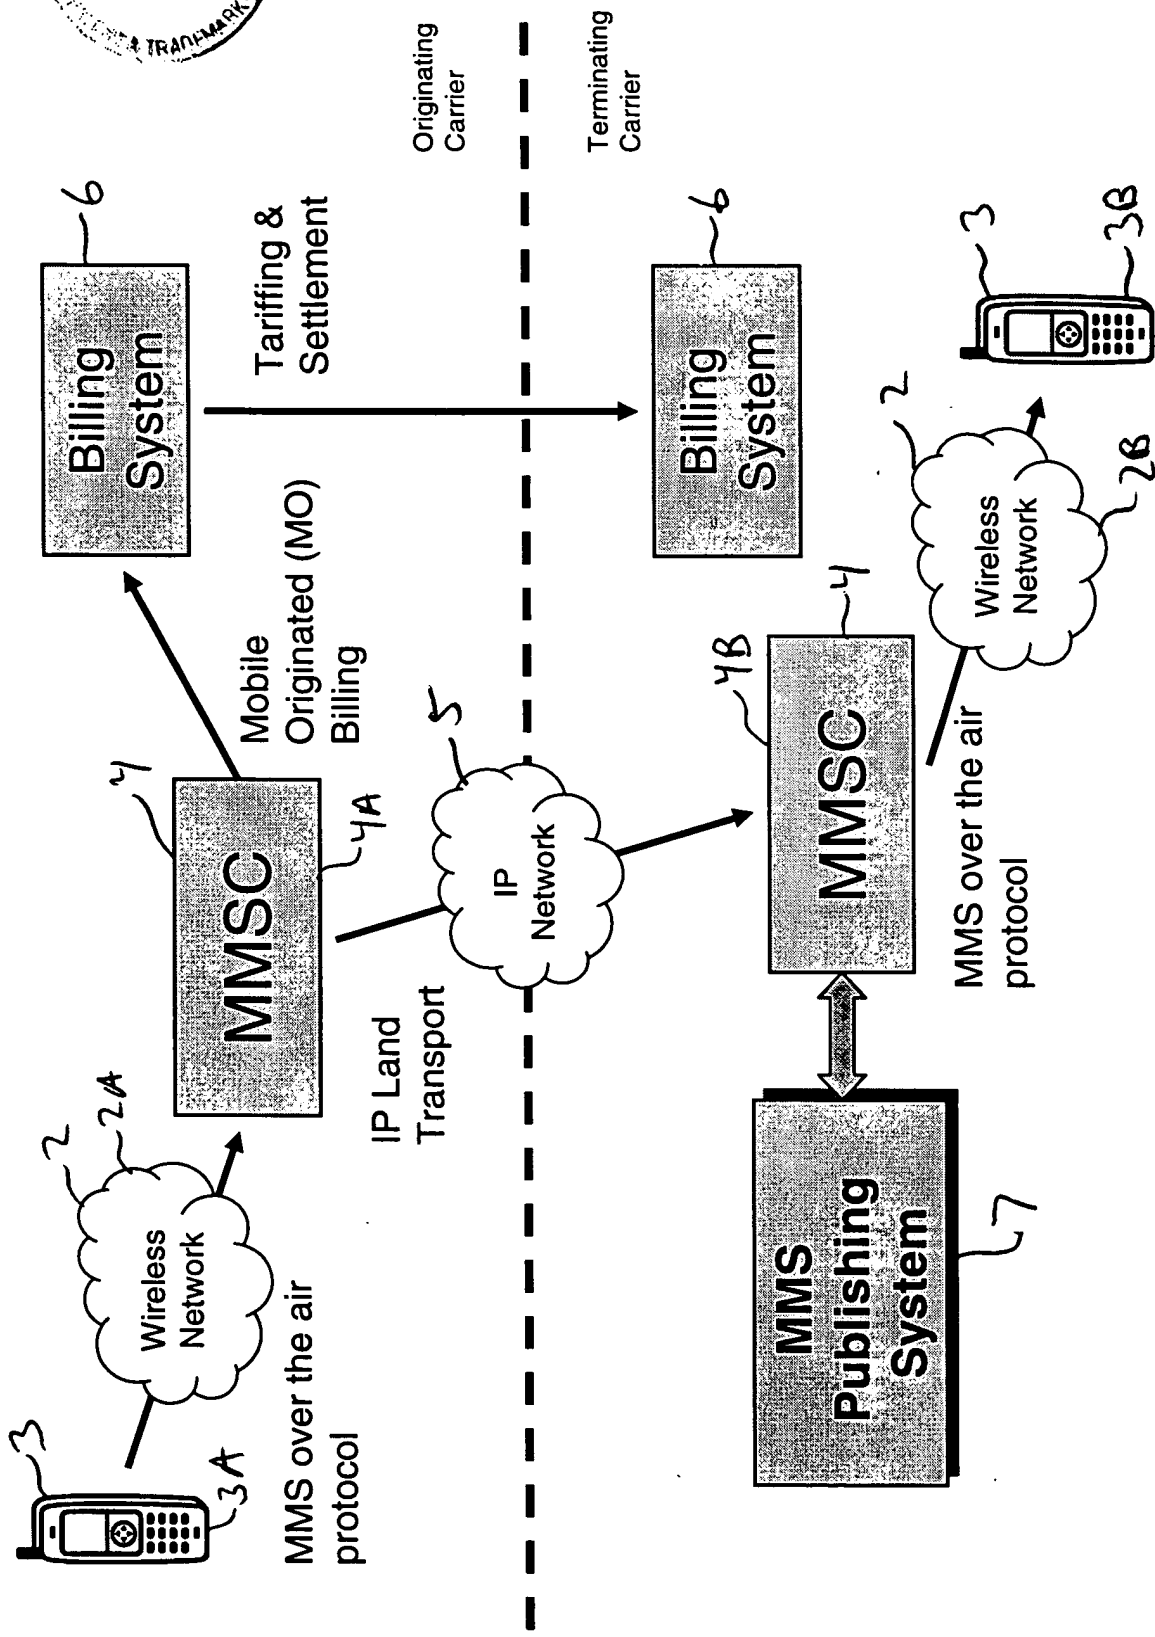 TRADEMARK
3
3A
MMS over the air
protocol
Wireless
Network
2
2A
MMSC
4
4A
Mobile
Originated (MO)
Billing
Billing
System
6
Tariffing &
Settlement
IP Land
Transport
IP
Network
5
Originating
Carrier
Terminating
Carrier
MMS
Publishing
System
7
MMSC
4B
4
MMS over the air
protocol
Billing
System
6
Wireless
Network
2
2B
3
3B